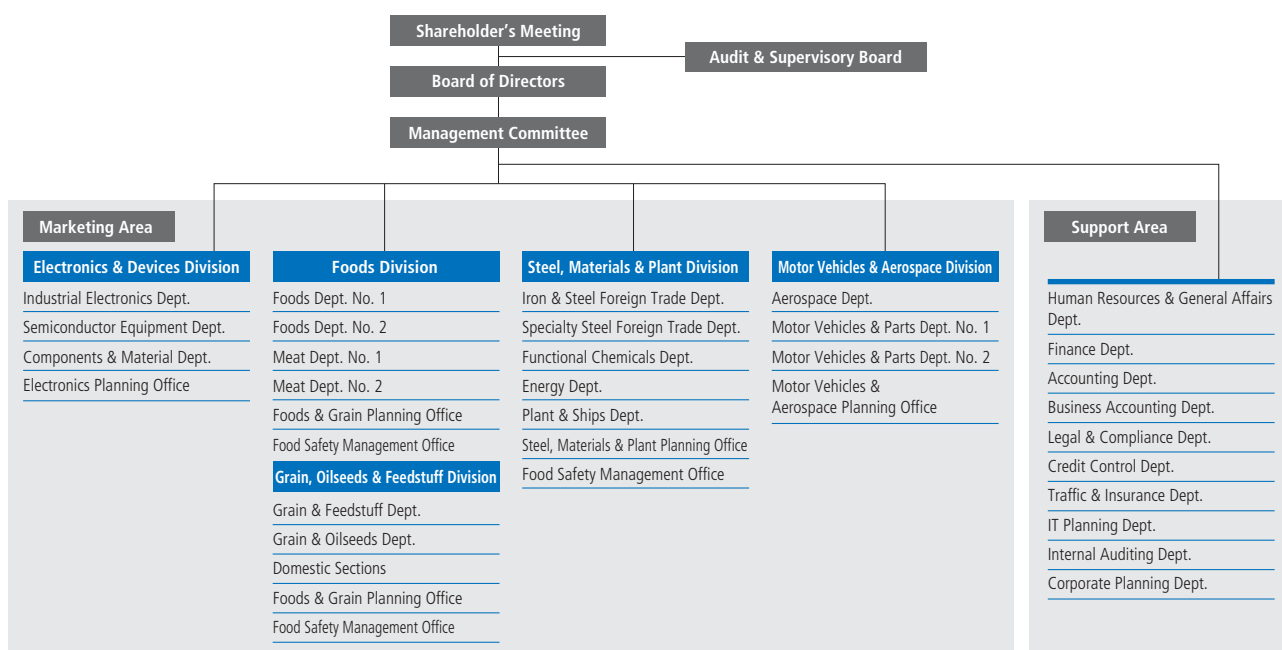 Shareholder's Meeting
Audit & Supervisory Board
Board of Directors
Management Committee
Marketing Area
Electronics & Devices Division
Industrial Electronics Dept.
Semiconductor Equipment Dept.
Components & Material Dept.
Electronics Planning Office
Foods Division
Foods Dept. No. 1
Foods Dept. No. 2
Meat Dept. No. 1
Meat Dept. No. 2
Foods & Grain Planning Office
Food Safety Management Office
Grain, Oilseeds & Feedstuff Division
Grain & Feedstuff Dept.
Grain & Oilseeds Dept.
Domestic Sections
Foods & Grain Planning Office
Food Safety Management Office
Steel, Materials & Plant Division
Iron & Steel Foreign Trade Dept.
Specialty Steel Foreign Trade Dept.
Functional Chemicals Dept.
Energy Dept.
Plant & Ships Dept.
Steel, Materials & Plant Planning Office
Food Safety Management Office
Motor Vehicles & Aerospace Division
Aerospace Dept.
Motor Vehicles & Parts Dept. No. 1
Motor Vehicles & Parts Dept. No. 2
Motor Vehicles &
Aerospace Planning Office
Support Area
Human Resources & General Affairs
Dept.
Finance Dept.
Accounting Dept.
Business Accounting Dept.
Legal & Compliance Dept.
Credit Control Dept.
Traffic & Insurance Dept.
IT Planning Dept.
Internal Auditing Dept.
Corporate Planning Dept.